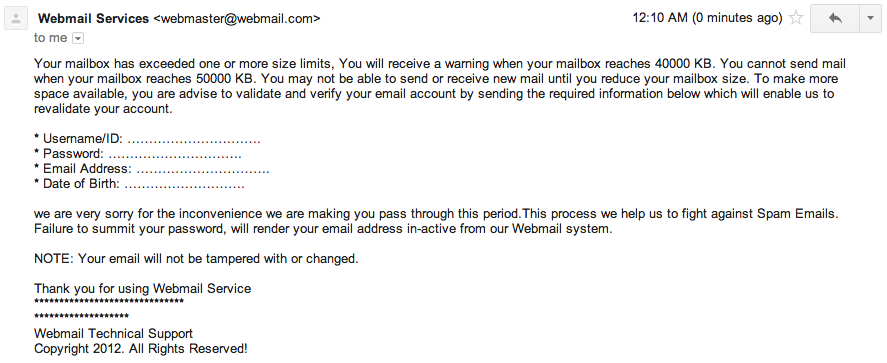 Webmail Services <webmaster@webmail.com> 12:10 AM (0 minutes ago)
to me
Your mailbox has exceeded one or more size limits, You will receive a warning when your mailbox reaches 40000 KB. You cannot send mail
when your mailbox reaches 50000 KB. You may not be able to send or receive new mail until you reduce your mailbox size. To make more
space available, you are advise to validate and verify your email account by sending the required information below which will enable us to
revalidate your account.
* Username/ID: ………………………….
* Password: ………………………….
* Email Address: ………………………….
* Date of Birth: ……………………….
we are very sorry for the inconvenience we are making you pass through this period.This process we help us to fight against Spam Emails.
Failure to summit your password, will render your email address in-active from our Webmail system.
NOTE: Your email will not be tampered with or changed.
Thank you for using Webmail Service
******************************
*******************
Webmail Technical Support
Copyright 2012. All Rights Reserved!